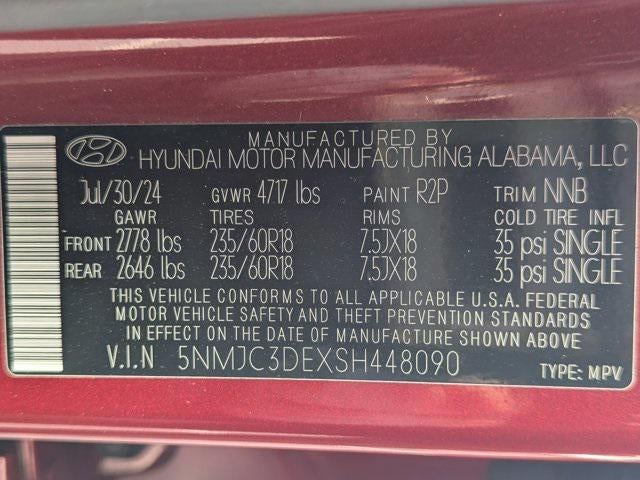 MANUFACTURED BY
HYUNDAI MOTOR MANUFACTURING ALABAMA, LLC
Jul/30/24 GVWR 4717 lbs PAINT R2P TRIM NNB
GAWR TIRES RIMS COLD TIRE INFL
FRONT 2778 lbs 235/60R18 7.5JX18 35 psi SINGLE
REAR 2646 lbs 235/60R18 7.5JX18 35 psi SINGLE
THIS VEHICLE CONFORMS TO ALL APPLICABLE U.S.A. FEDERAL
MOTOR VEHICLE SAFETY AND THEFT PREVENTION STANDARDS
IN EFFECT ON THE DATE OF MANUFACTURE SHOWN ABOVE
V.I.N 5NMJC3DEXSH448090 TYPE: MPV